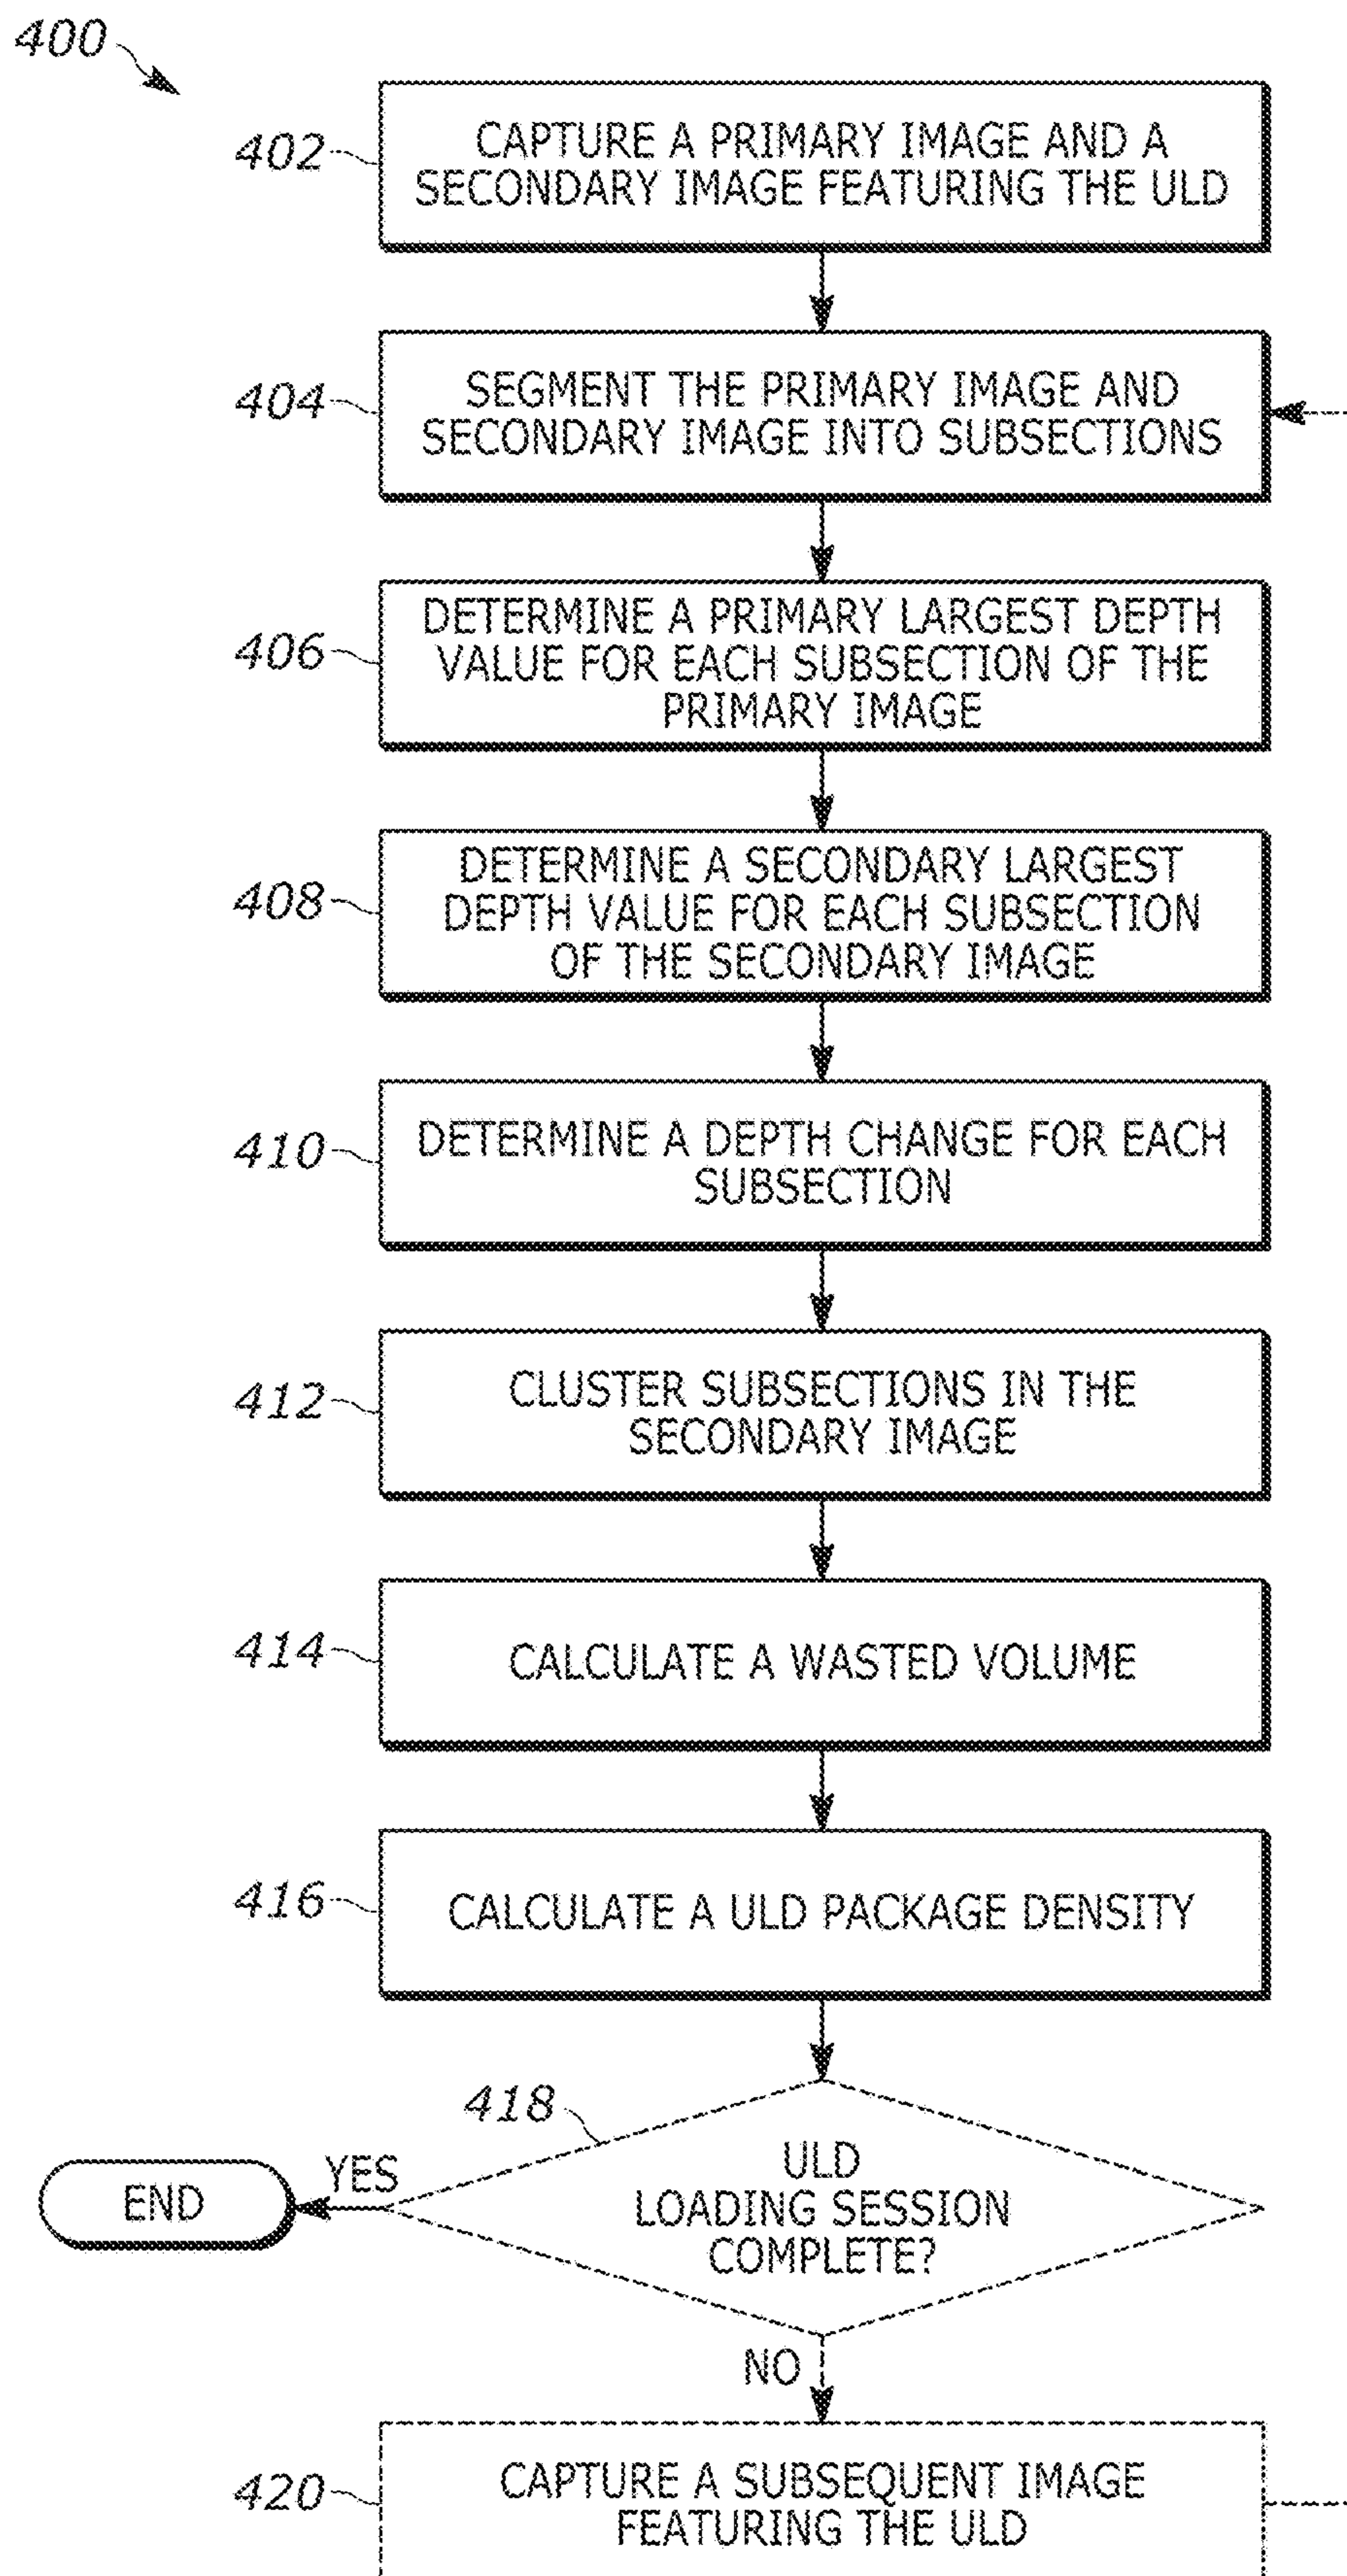 400
402
CAPTURE A PRIMARY IMAGE AND A
SECONDARY IMAGE FEATURING THE ULD
404
SEGMENT THE PRIMARY IMAGE AND
SECONDARY IMAGE INTO SUBSECTIONS
406
DETERMINE A PRIMARY LARGEST DEPTH
VALUE FOR EACH SUBSECTION OF THE
PRIMARY IMAGE
408
DETERMINE A SECONDARY LARGEST
DEPTH VALUE FOR EACH SUBSECTION
OF THE SECONDARY IMAGE
410
DETERMINE A DEPTH CHANGE FOR EACH
SUBSECTION
412
CLUSTER SUBSECTIONS IN THE
SECONDARY IMAGE
414
CALCULATE A WASTED VOLUME
416
CALCULATE A ULD PACKAGE DENSITY
418
ULD
LOADING SESSION
COMPLETE?
YES
END
NO
420
CAPTURE A SUBSEQUENT IMAGE
FEATURING THE ULD